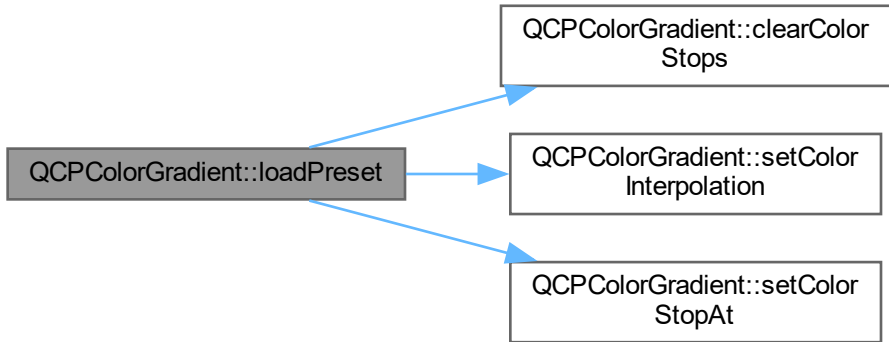 QCPColorGradient::clearColor
Stops
QCPColorGradient::loadPreset
QCPColorGradient::setColor
Interpolation
QCPColorGradient::setColor
StopAt